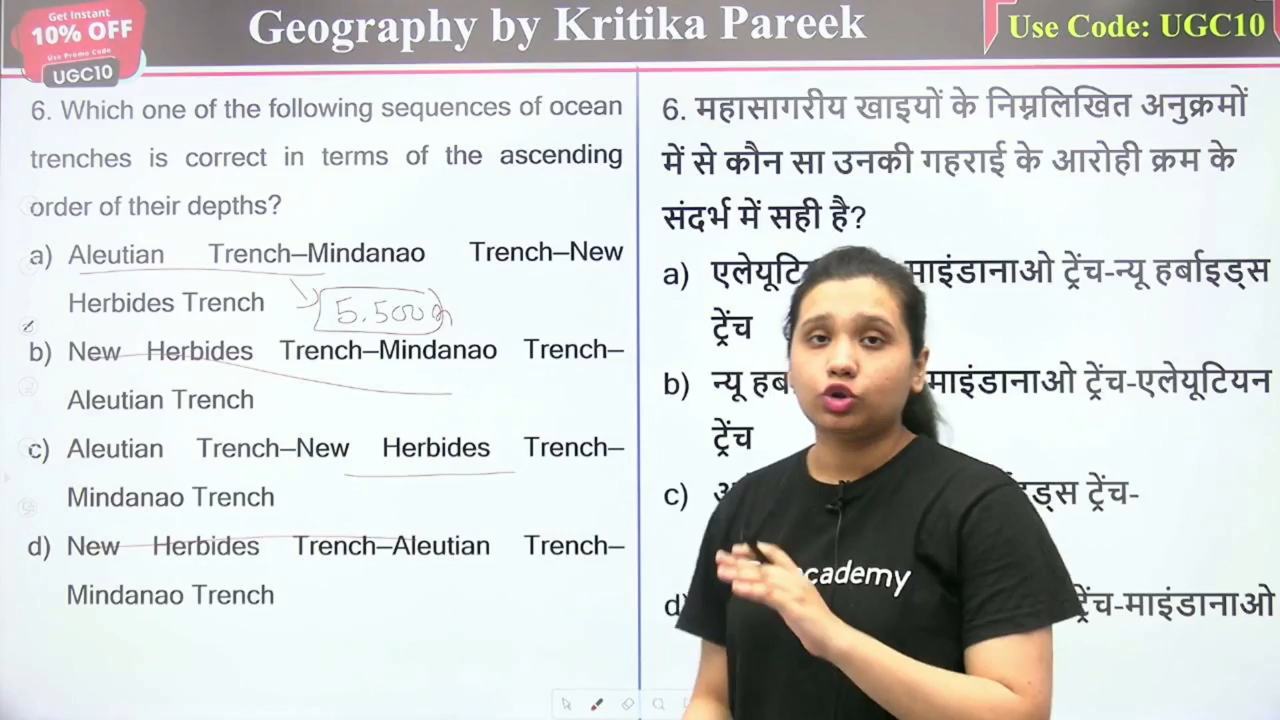 Get Instant
10% OFF
Use Promo Code
UGC10
Geography by Kritika Pareek
Use Code: UGC10
6. Which one of the following sequences of ocean
trenches is correct in terms of the ascending
order of their depths?
a) Aleutian Trench–Mindanao Trench–New
Herbides Trench
5.500
b) New Herbides Trench–Mindanao Trench–
Aleutian Trench
c) Aleutian Trench–New Herbides Trench–
Mindanao Trench
d) New Herbides Trench–Aleutian Trench–
Mindanao Trench
6. महासागरीय खाइयों के निम्नलिखित अनुक्रमों
में से कौन सा उनकी गहराई के आरोही क्रम के
संदर्भ में सही है?
a) माइंडानाओ ट्रेंच-न्यू हर्बाइड्स
ट्रेंच
b) न्यू माइंडानाओ ट्रेंच-एलेयूटियन
ट्रेंच
c) ट्रेंच-
d) ट्रेंच-माइंडानाओ
academy